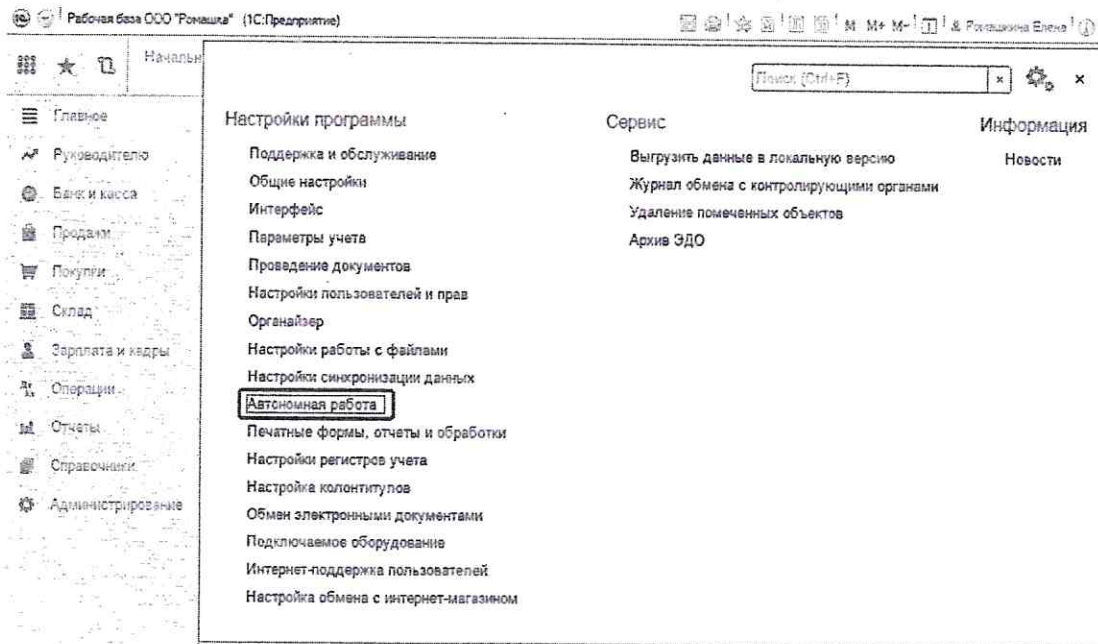 Рабочая база ООО "Ромашка" (1С:Предприятие)
M M+ M-
Ромашкина Елена
Начальн
Поиск (Ctrl+F)
Главное
Руководителю
Банк и касса
Продажи
Покупки
Склад
Зарплата и кадры
Операции
Отчеты
Справочники
Администрирование
Настройки программы
Поддержка и обслуживание
Общие настройки
Интерфейс
Параметры учета
Проведение документов
Настройки пользователей и прав
Органайзер
Настройки работы с файлами
Настройки синхронизации данных
Автономная работа
Печатные формы, отчеты и обработки
Настройки регистров учета
Настройка колонтитулов
Обмен электронными документами
Подключаемое оборудование
Интернет-поддержка пользователей
Настройка обмена с интернет-магазином
Сервис
Выгрузить данные в локальную версию
Журнал обмена с контролирующими органами
Удаление помеченных объектов
Архив ЭДО
Информация
Новости